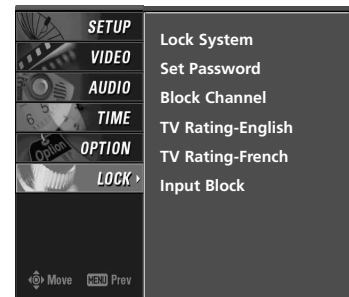 SETUP
VIDEO
AUDIO
TIME
OPTION
LOCK
Move MENU Prev
Lock System
Set Password
Block Channel
TV Rating-English
TV Rating-French
Input Block